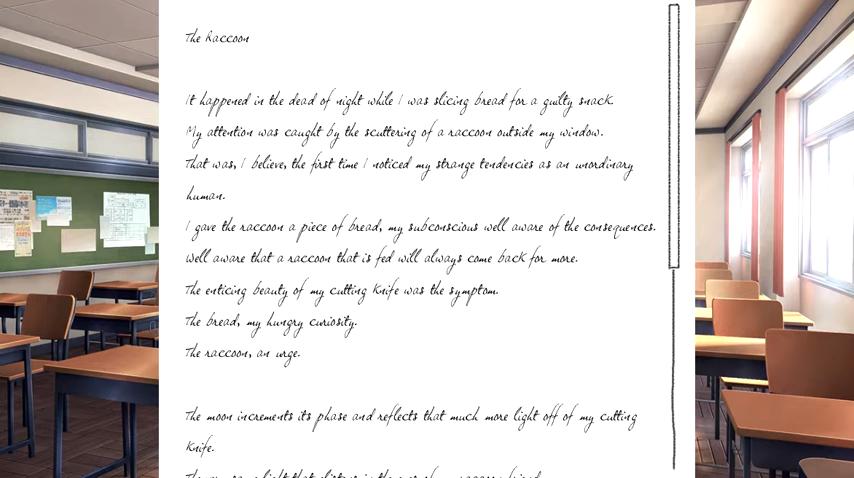 The Raccoon
It happened in the dead of night while I was slicing bread for a guilty snack.
My attention was caught by the scuttering of a raccoon outside my window.
That was, I believe, the first time I noticed my strange tendencies as an unordinary
human.
I gave the raccoon a piece of bread, my subconscious well aware of the consequences.
Well aware that a raccoon that is fed will always come back for more.
The enticing beauty of my cutting knife was the symptom.
The bread, my hungry curiosity.
The raccoon, an urge.
The moon increments its phase and reflects that much more light off of my cutting
knife.